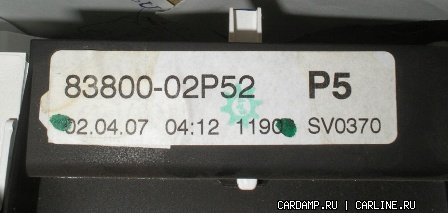 83800-02P52 P5
02.04.07 04:12 1190 SV0370
CARDAMP.RU | CARLINE.RU